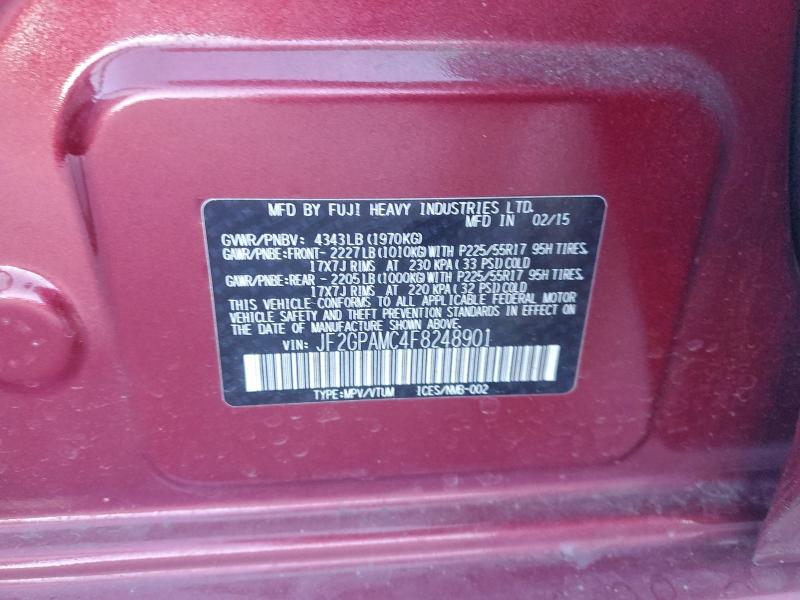 MFD BY FUJI HEAVY INDUSTRIES LTD.
MFD IN 02/15
GVWR/PNBV: 4343LB(1970KG)
GAWR/PNBE:FRONT- 2227LB(1010KG)WITH P225/55R17 95H TIRES,
17X7J RIMS AT 230 KPA(33 PSI)COLD
GAWR/PNBE:REAR -2205LB(1000KG)WITH P225/55R17 95H TIRES,
17X7J RIMS AT 220 KPA(32 PSI)COLD
THIS VEHICLE CONFORMS TO ALL APPLICABLE FEDERAL MOTOR
VEHICLE SAFETY AND THEFT PREVENTION STANDARDS IN EFFECT ON
THE DATE OF MANUFACTURE SHOWN ABOVE.
VIN: JF2GPAMC4F8248901
TYPE:MPV/VTUM ICES/NMB-002